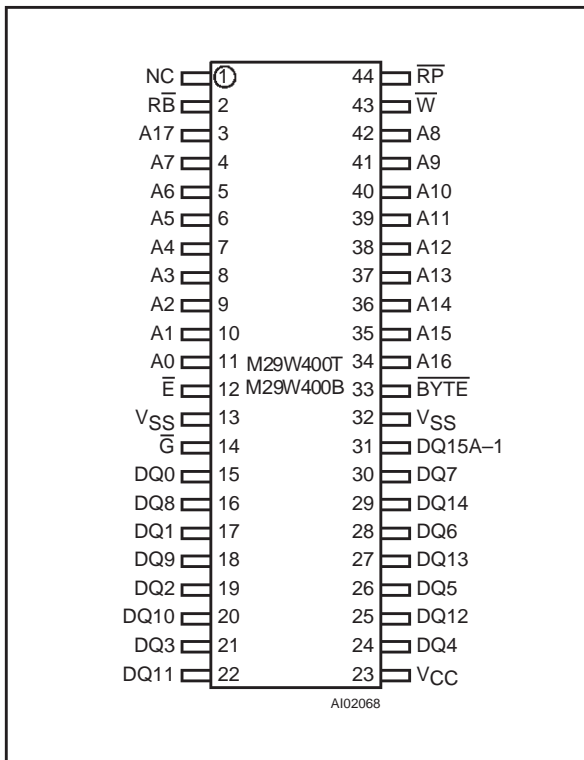 NC 1 44 R̅P̅
RB̅ 2 43 W̅
A17 3 42 A8
A7 4 41 A9
A6 5 40 A10
A5 6 39 A11
A4 7 38 A12
A3 8 37 A13
A2 9 36 A14
A1 10 35 A15
A0 11 M29W400T 34 A16
E̅ 12 M29W400B 33 B̅Y̅T̅E̅
VSS 13 32 VSS
G̅ 14 31 DQ15A–1
DQ0 15 30 DQ7
DQ8 16 29 DQ14
DQ1 17 28 DQ6
DQ9 18 27 DQ13
DQ2 19 26 DQ5
DQ10 20 25 DQ12
DQ3 21 24 DQ4
DQ11 22 23 VCC
AI02068